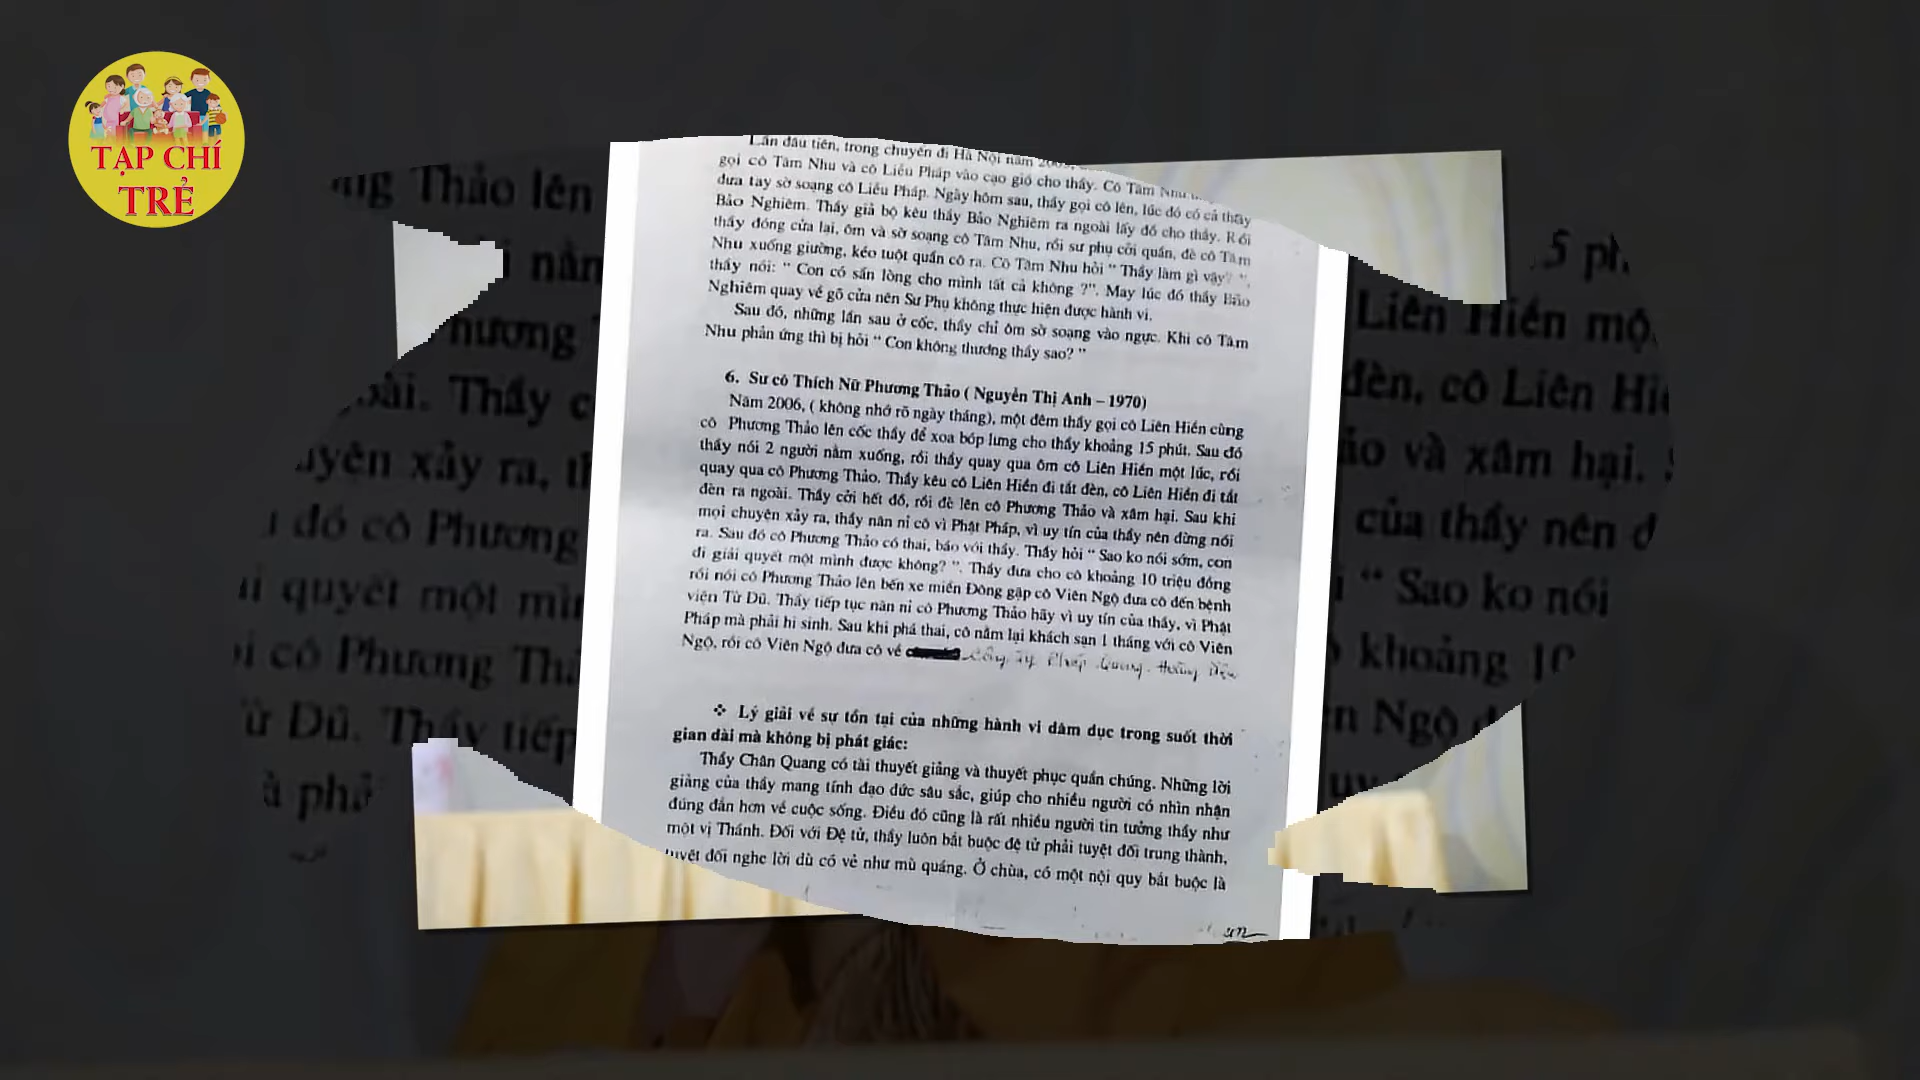 TẠP CHÍ
TRẺ
Lần đầu tiên, trong chuyến đi Hà Nội năm
gọi cô Tâm Nhu và cô Liễu Pháp vào cạo gió cho thầy. Cô Tâm Nhu
đưa tay sờ soạng cô Liễu Pháp. Ngày hôm sau, thầy gọi cô lên, lúc đó có cả thầy
Bảo Nghiêm. Thầy giả bộ kêu thầy Bảo Nghiêm ra ngoài lấy đồ cho thầy. Rồi
thầy đóng cửa lại, ôm và sờ soạng cô Tâm Nhu, rồi sư phụ cởi quần, đè cô Tâm
Nhu xuống giường, kéo tuột quần cô ra. Cô Tâm Nhu hỏi “ Thầy làm gì vậy? ”,
thầy nói: “ Con có sẵn lòng cho mình tất cả không ?”. May lúc đó thầy Bảo
Nghiêm quay về gõ cửa nên Sư Phụ không thực hiện được hành vi.
Sau đó, những lần sau ở cốc, thầy chỉ ôm sờ soạng vào ngực. Khi cô Tâm
Nhu phản ứng thì bị hỏi “ Con không thương thầy sao? ”
6. Sư cô Thích Nữ Phương Thảo ( Nguyễn Thị Anh – 1970)
Năm 2006, ( không nhớ rõ ngày tháng), một đêm thầy gọi cô Liên Hiền cùng
cô Phương Thảo lên cốc thầy để xoa bóp lưng cho thầy khoảng 15 phút. Sau đó
thầy nói 2 người nằm xuống, rồi thầy quay qua ôm cô Liên Hiền một lúc, rồi
quay qua cô Phương Thảo. Thầy kêu cô Liên Hiền đi tắt đèn, cô Liên Hiền đi tắt
đèn ra ngoài. Thầy cởi hết đồ, rồi đè lên cô Phương Thảo và xâm hại. Sau khi
mọi chuyện xảy ra, thầy năn nỉ cô vì Phật Pháp, vì uy tín của thầy nên đừng nói
ra. Sau đó cô Phương Thảo có thai, báo với thầy. Thầy hỏi “ Sao ko nói sớm, con
đi giải quyết một mình được không? ”. Thầy đưa cho cô khoảng 10 triệu đồng
rồi nói cô Phương Thảo lên bến xe miền Đông gặp cô Viên Ngộ đưa cô đến bệnh
viện Từ Dũ. Thầy tiếp tục năn nỉ cô Phương Thảo hãy vì uy tín của thầy, vì Phật
Pháp mà phải hi sinh. Sau khi phá thai, cô nằm lại khách sạn 1 tháng với cô Viên
Ngộ, rồi cô Viên Ngộ đưa cô về Công Ty Pháp Quang.
❖ Lý giải về sự tồn tại của những hành vi dâm dục trong suốt thời
gian dài mà không bị phát giác:
Thầy Chân Quang có tài thuyết giảng và thuyết phục quần chúng. Những lời
giảng của thầy mang tính đạo đức sâu sắc, giúp cho nhiều người có nhìn nhận
đúng đắn hơn về cuộc sống. Điều đó cũng là rất nhiều người tin tưởng thầy như
một vị Thánh. Đối với Đệ tử, thầy luôn bắt buộc đệ tử phải tuyệt đối trung thành,
tuyệt đối nghe lời dù có vẻ như mù quáng. Ở chùa, có một nội quy bắt buộc là